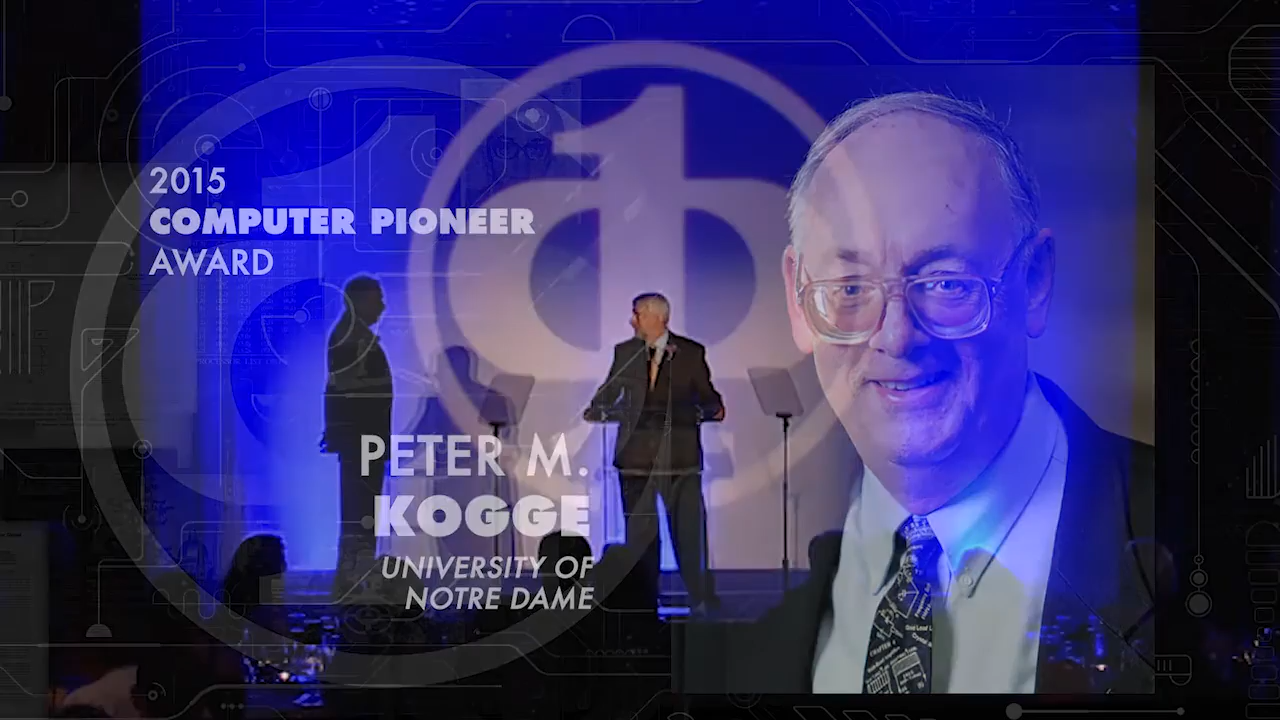 2015
COMPUTER PIONEER
AWARD
PETER M.
KOGGE
UNIVERSITY OF
NOTRE DAME